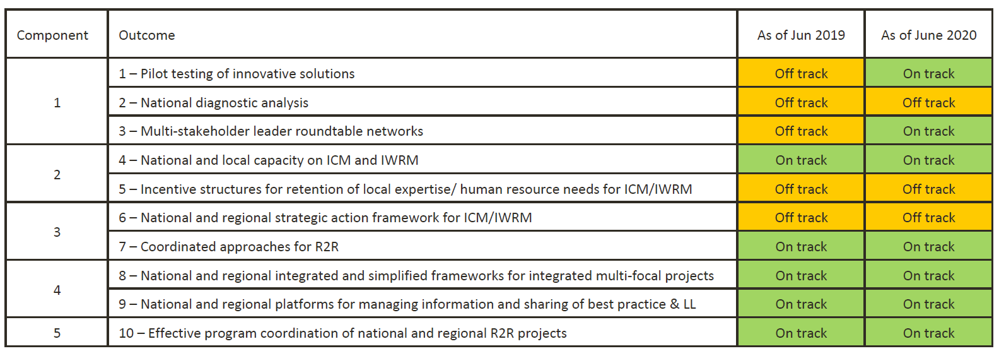 Component Outcome As of Jun 2019 As of June 2020
1 – Pilot testing of innovative solutions Off track On track
1 2 – National diagnostic analysis Off track Off track
3 – Multi-stakeholder leader roundtable networks Off track On track
4 – National and local capacity on ICM and IWRM On track On track
2
5 – Incentive structures for retention of local expertise/ human resource needs for ICM/IWRM Off track Off track
6 – National and regional strategic action framework for ICM/IWRM Off track Off track
3
7 – Coordinated approaches for R2R On track On track
8 – National and regional integrated and simplified frameworks for integrated multi-focal projects On track On track
4
9 – National and regional platforms for managing information and sharing of best practice & LL On track On track
5 10 – Effective program coordination of national and regional R2R projects On track On track